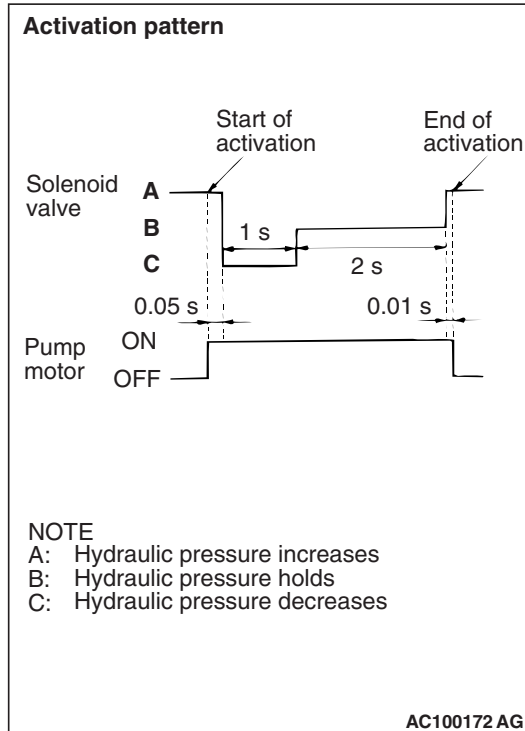 Activation pattern
Start of
activation
End of
activation
Solenoid
valve
A
B
C
1 s
2 s
0.05 s
0.01 s
Pump
motor
ON
OFF
NOTE
A: Hydraulic pressure increases
B: Hydraulic pressure holds
C: Hydraulic pressure decreases
AC100172 AG